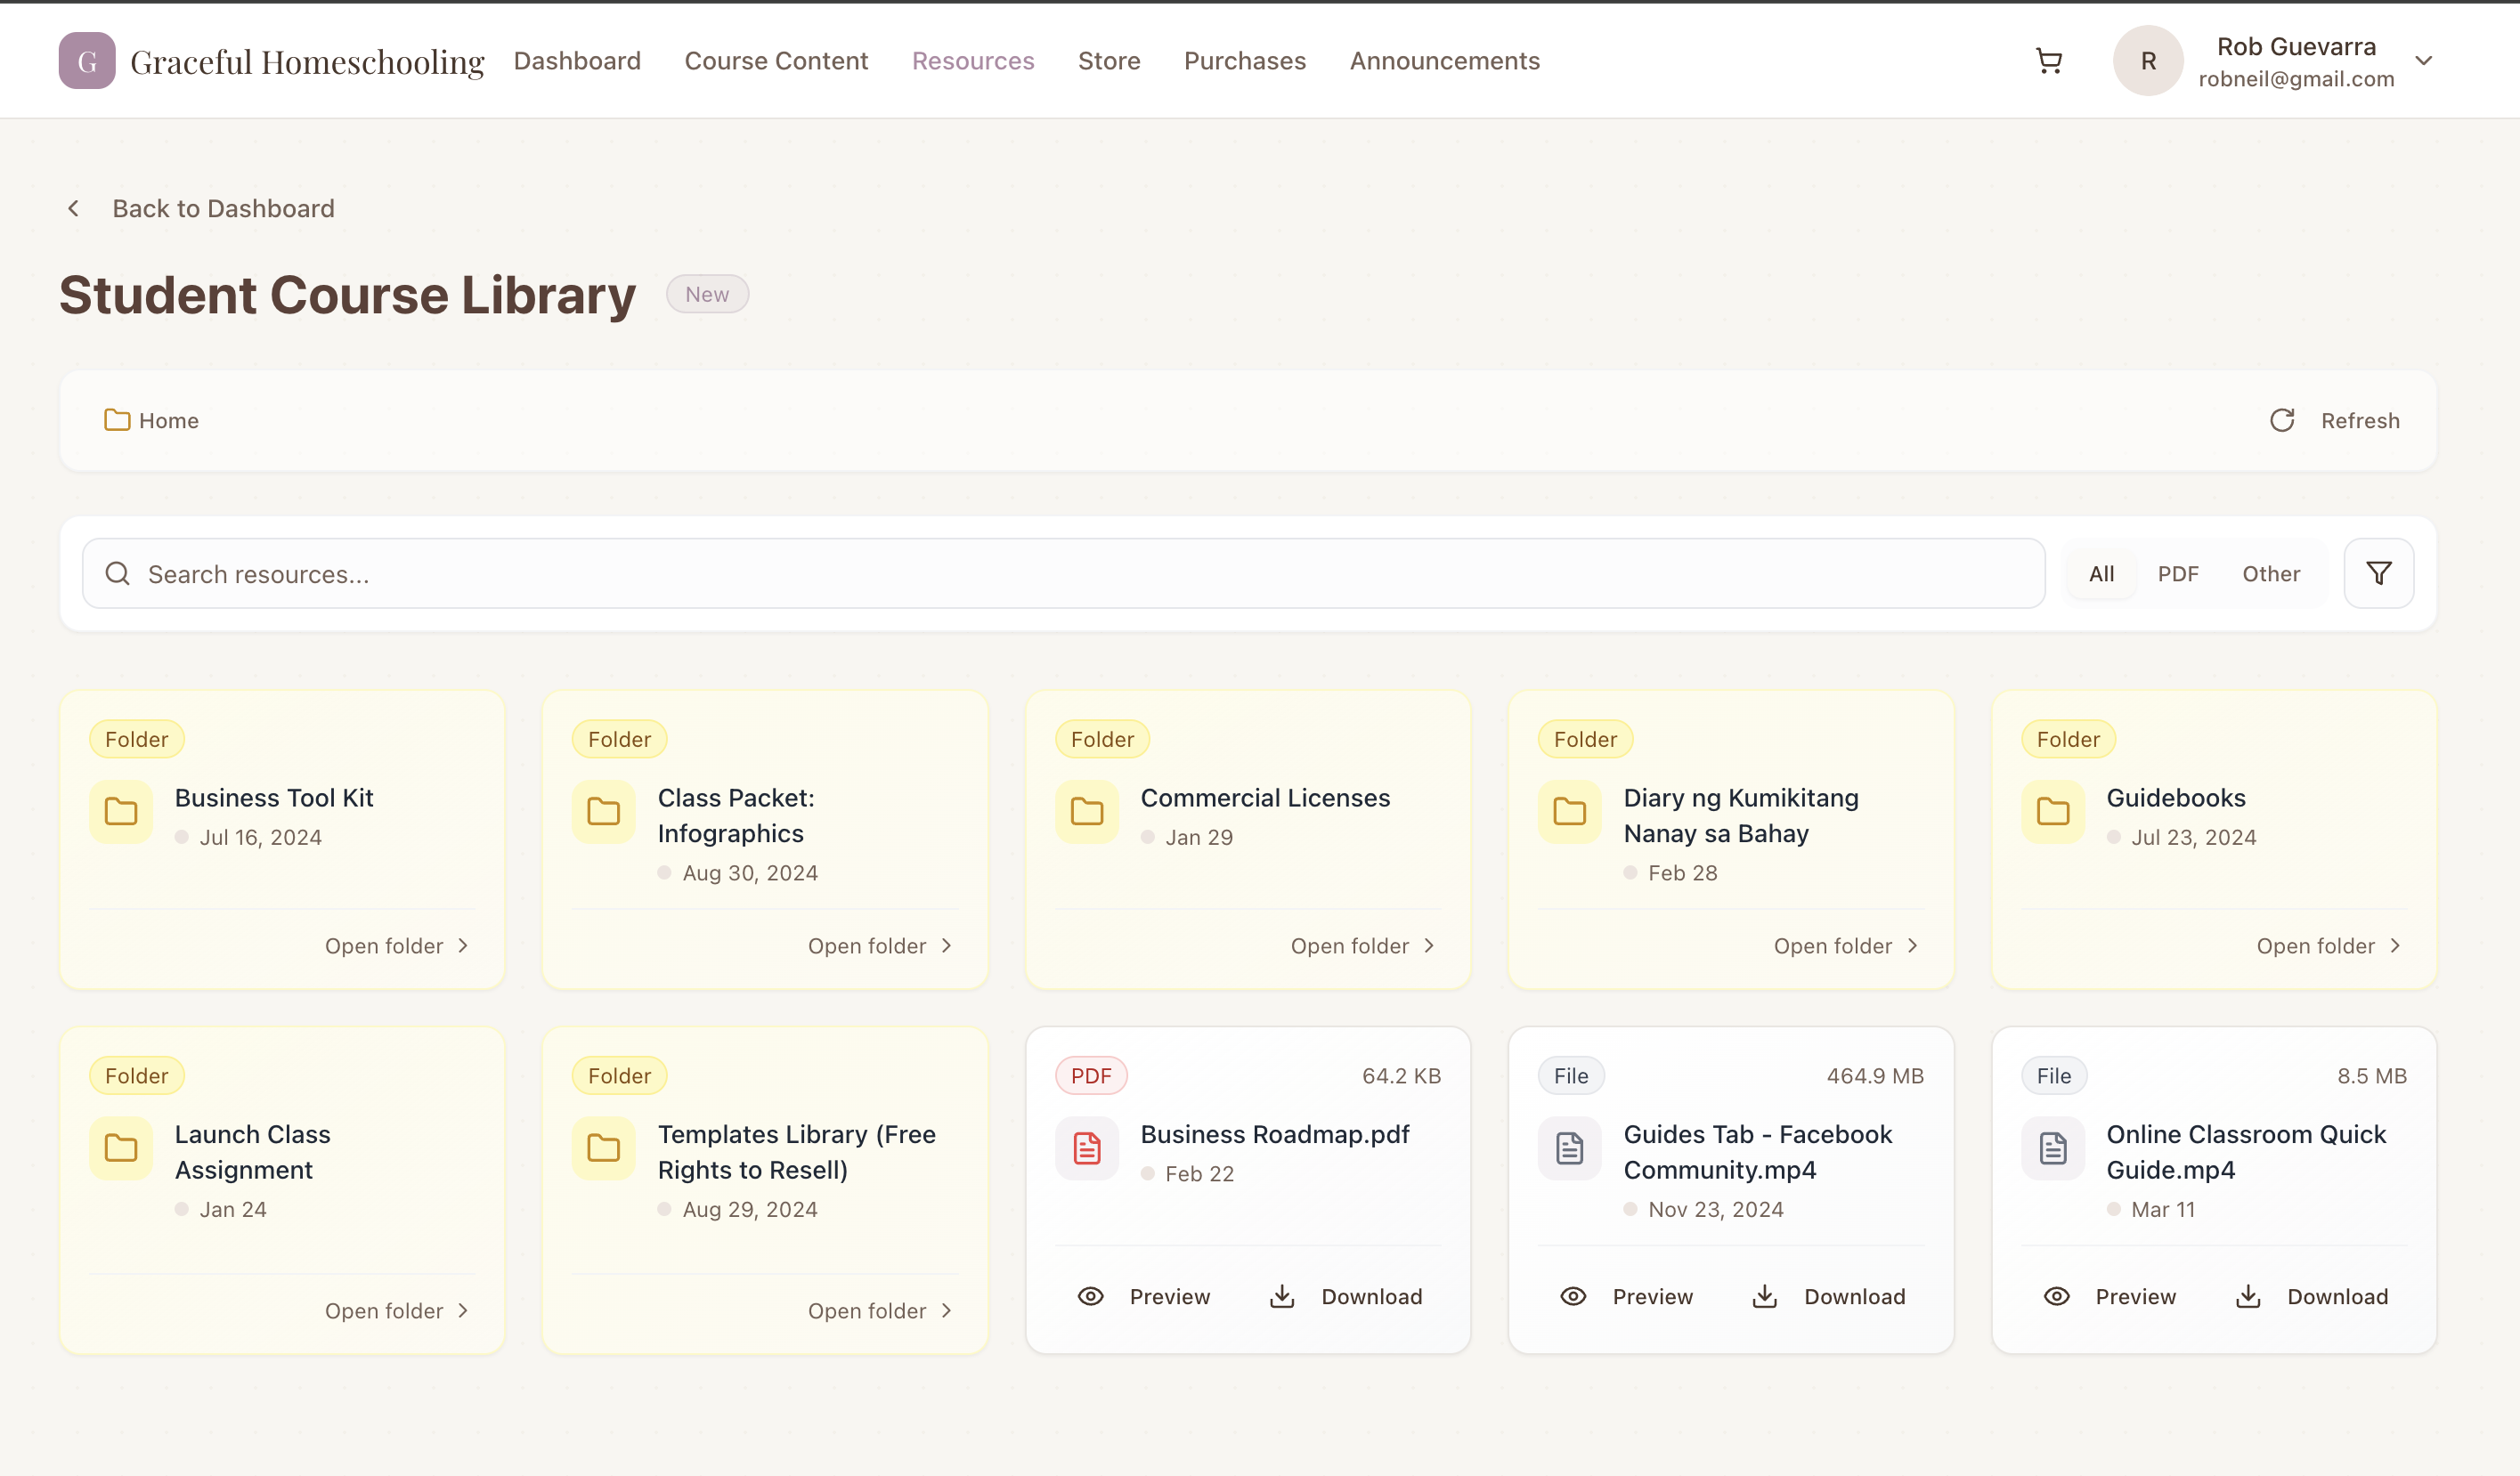 G Graceful Homeschooling Dashboard Course Content Resources Store Purchases Announcements R Rob Guevarra
robneil@gmail.com
Back to Dashboard
Student Course Library New
Home Refresh
Search resources... All PDF Other
Folder
Business Tool Kit
Jul 16, 2024
Open folder
Folder
Class Packet:
Infographics
Aug 30, 2024
Open folder
Folder
Commercial Licenses
Jan 29
Open folder
Folder
Diary ng Kumikitang
Nanay sa Bahay
Feb 28
Open folder
Folder
Guidebooks
Jul 23, 2024
Open folder
Folder
Launch Class
Assignment
Jan 24
Open folder
Folder
Templates Library (Free
Rights to Resell)
Aug 29, 2024
Open folder
PDF 64.2 KB
Business Roadmap.pdf
Feb 22
Preview Download
File 464.9 MB
Guides Tab - Facebook
Community.mp4
Nov 23, 2024
Preview Download
File 8.5 MB
Online Classroom Quick
Guide.mp4
Mar 11
Preview Download